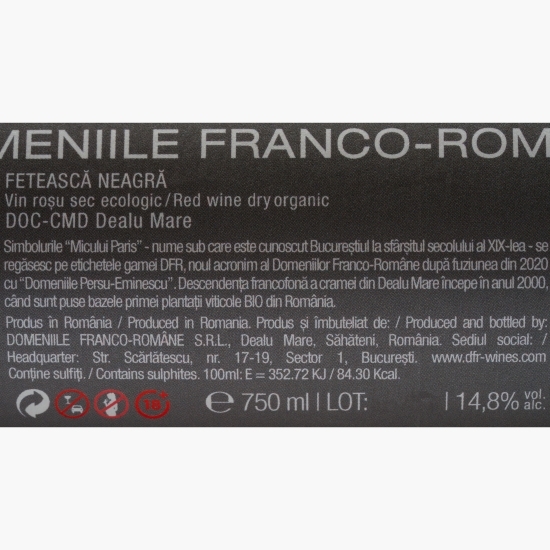 MENIILE FRANCO-ROM
FETEASCĂ NEAGRĂ
Vin roșu sec ecologic / Red wine dry organic
DOC-CMD Dealu Mare
Simbolurile "Micului Paris" - nume sub care este cunoscut Bucureștiul la sfârșitul secolului al XIX-lea - se
regăsesc pe etichetele gamei DFR, noul acronim al Domeniilor Franco-Române după fuziunea din 2020
cu "Domeniile Persu-Eminescu". Descendența francofonă a cramei din Dealu Mare începe în anul 2000,
când sunt puse bazele primei plantații viticole BIO din România.
Produs în România / Produced in Romania. Produs și îmbuteliat de: / Produced and bottled by:
DOMENIILE FRANCO-ROMÂNE S.R.L., Dealu Mare, Săhăteni, România. Sediul social: /
Headquarter: Str. Scărlătescu, nr. 17-19, Sector 1, București. www.dfr-wines.com
Conține sulfiți. / Contains sulphites. 100ml: E = 352.72 KJ / 84.30 Kcal.
18 e 750 ml | LOT: | 14,8% vol. alc.